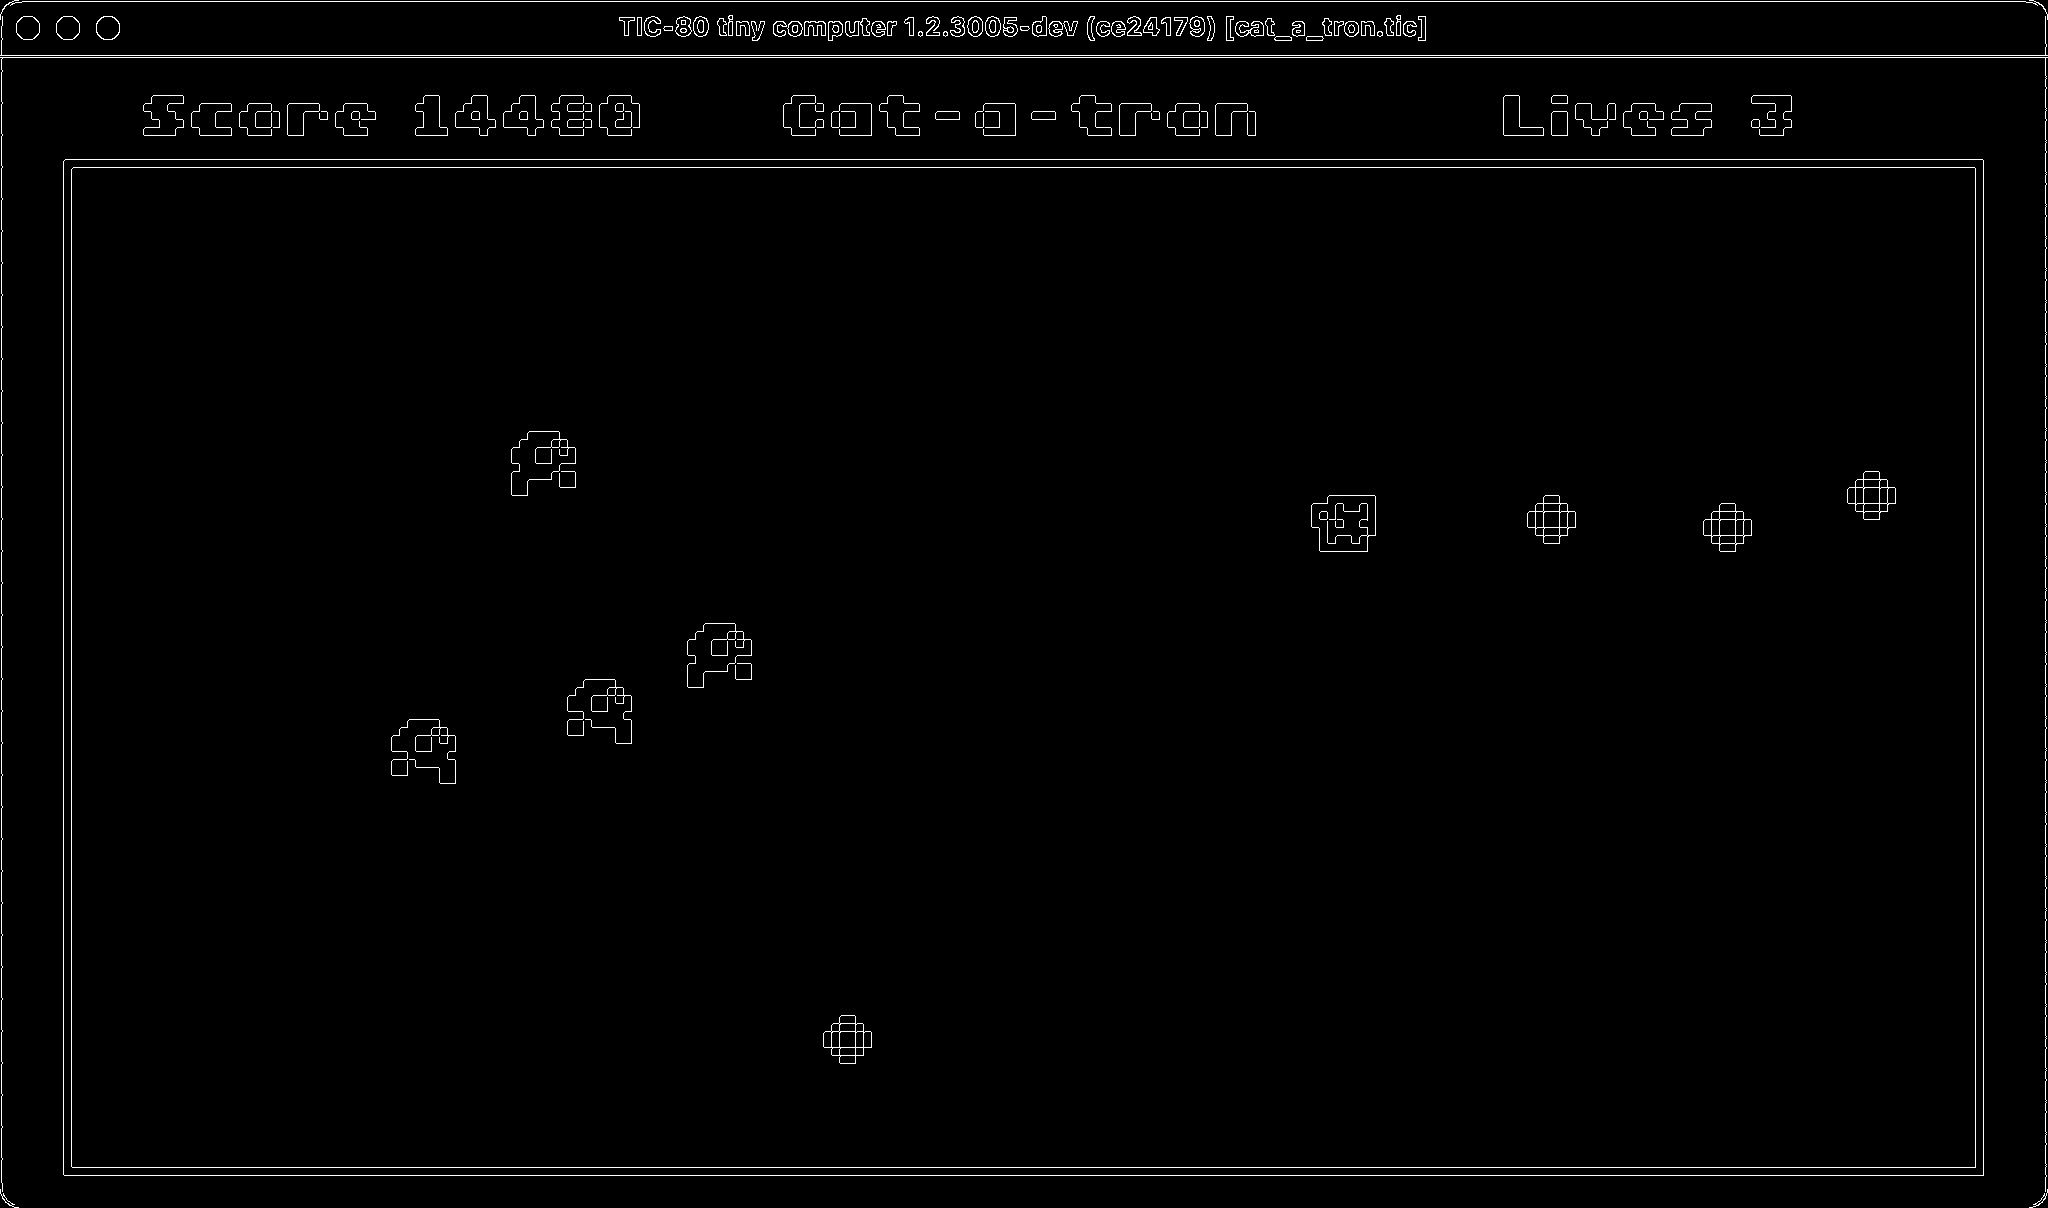 TIC-80 tiny computer 1.2.3005-dev (ce24179) [cat_a_tron.tic]
Score 14480 Cat-a-tron Lives 3